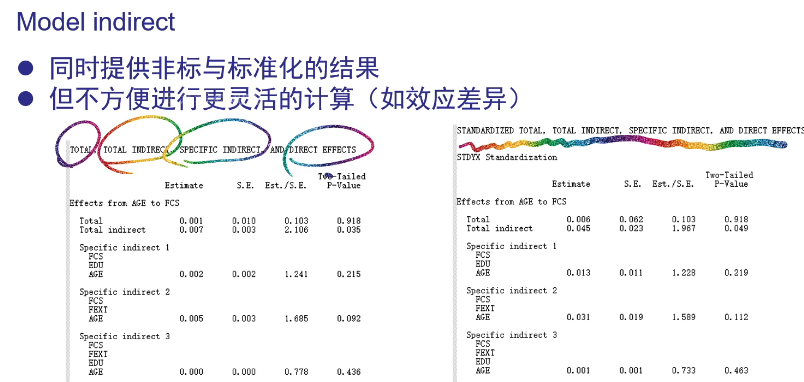 Model indirect
● 同时提供非标与标准化的结果
● 但不方便进行更灵活的计算（如效应差异）
TOTAL, TOTAL INDIRECT, SPECIFIC INDIRECT, AND DIRECT EFFECTS
Two-Tailed
Estimate S.E. Est./S.E. P-Value
Effects from AGE to FCS
Total 0.001 0.010 0.103 0.918
Total indirect 0.007 0.003 2.106 0.035
Specific indirect 1
FCS
EDU
AGE 0.002 0.002 1.241 0.215
Specific indirect 2
FCS
FEXT
AGE 0.005 0.003 1.685 0.092
Specific indirect 3
FCS
FEXT
EDU
AGE 0.000 0.000 0.778 0.436
STANDARDIZED TOTAL, TOTAL INDIRECT, SPECIFIC INDIRECT, AND DIRECT EFFECTS
STDYX Standardization
Two-Tailed
Estimate S.E. Est./S.E. P-Value
Effects from AGE to FCS
Total 0.006 0.062 0.103 0.918
Total indirect 0.045 0.023 1.967 0.049
Specific indirect 1
FCS
EDU
AGE 0.013 0.011 1.228 0.219
Specific indirect 2
FCS
FEXT
AGE 0.031 0.019 1.589 0.112
Specific indirect 3
FCS
FEXT
EDU
AGE 0.001 0.001 0.733 0.463